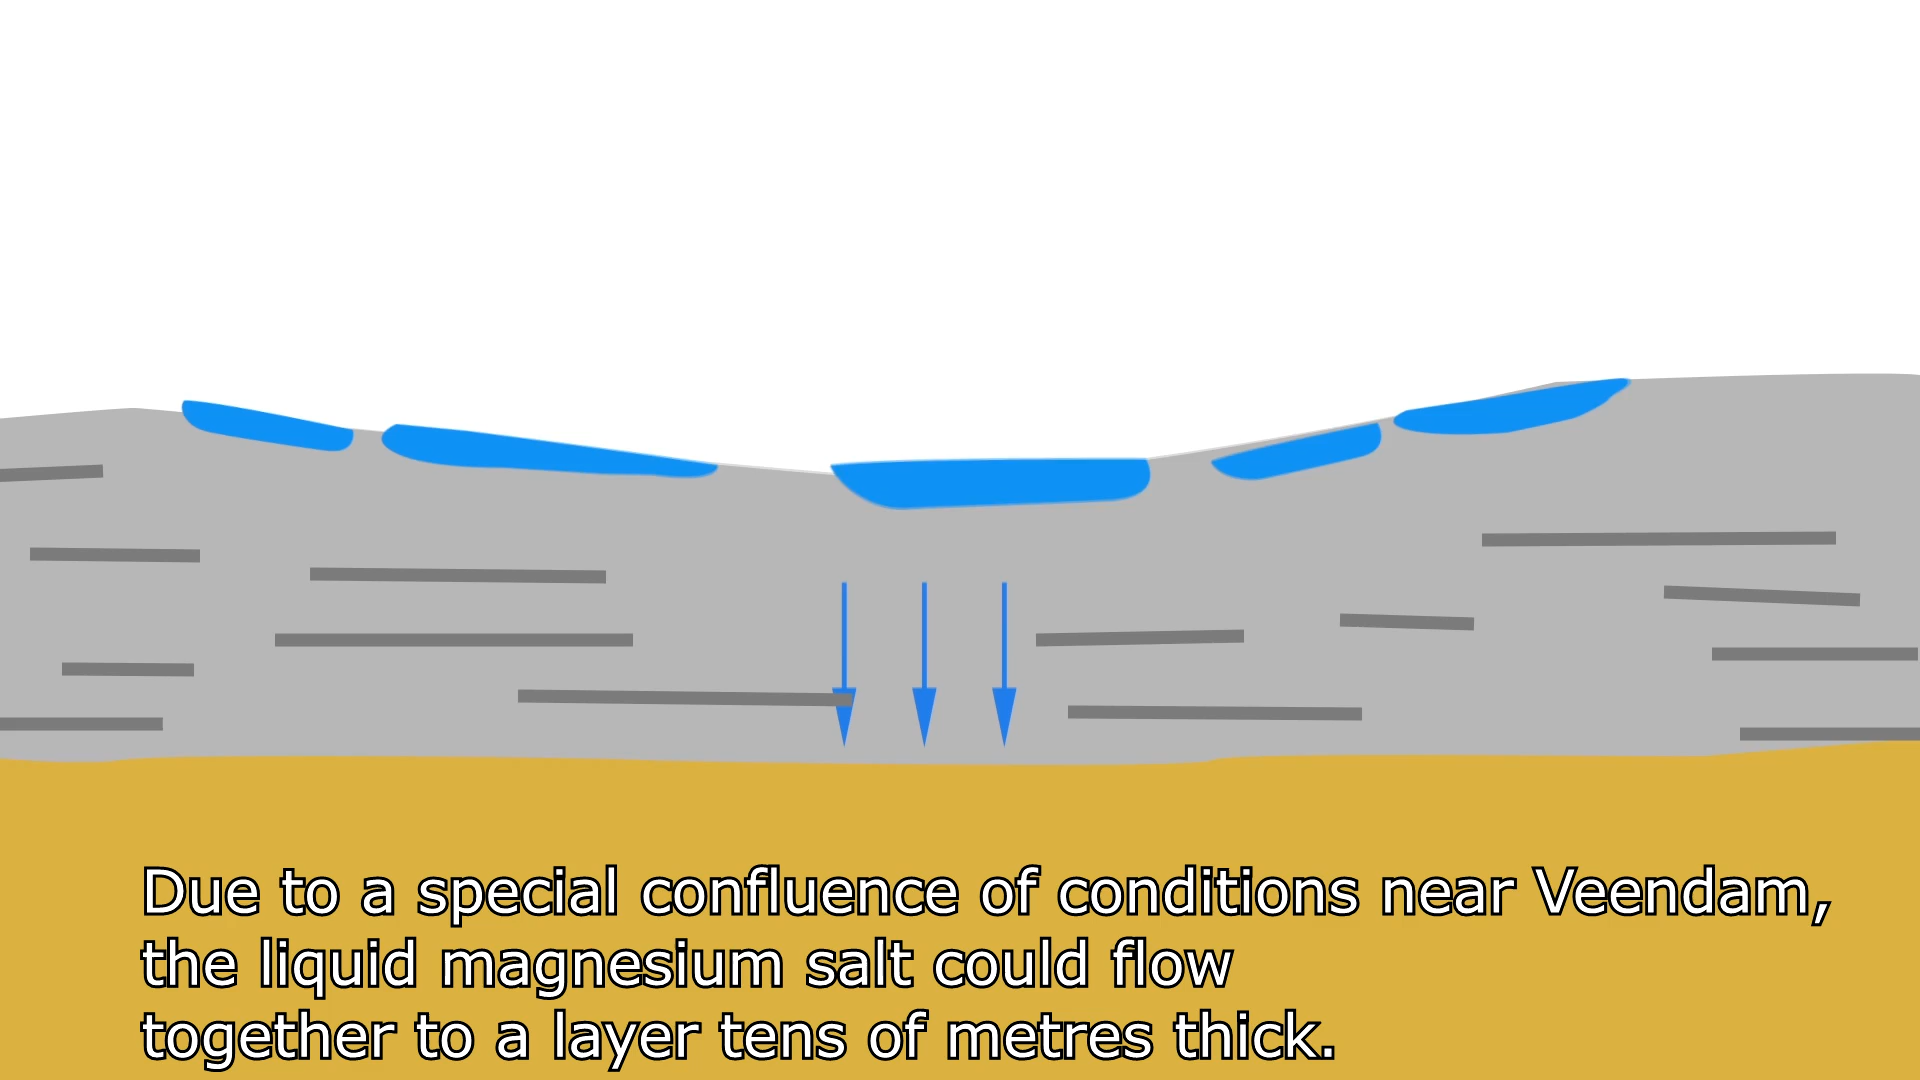 Due to a special confluence of conditions near Veendam,
the liquid magnesium salt could flow
together to a layer tens of metres thick.